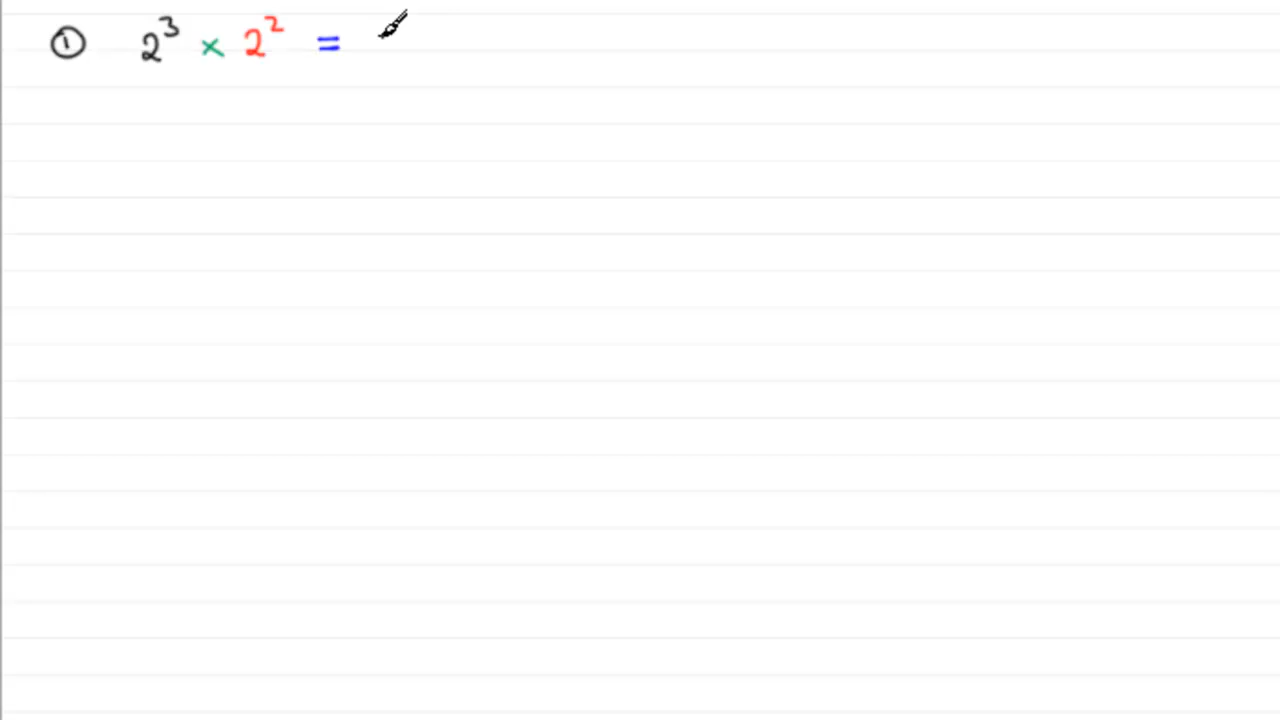 ① 2³ × 2² =